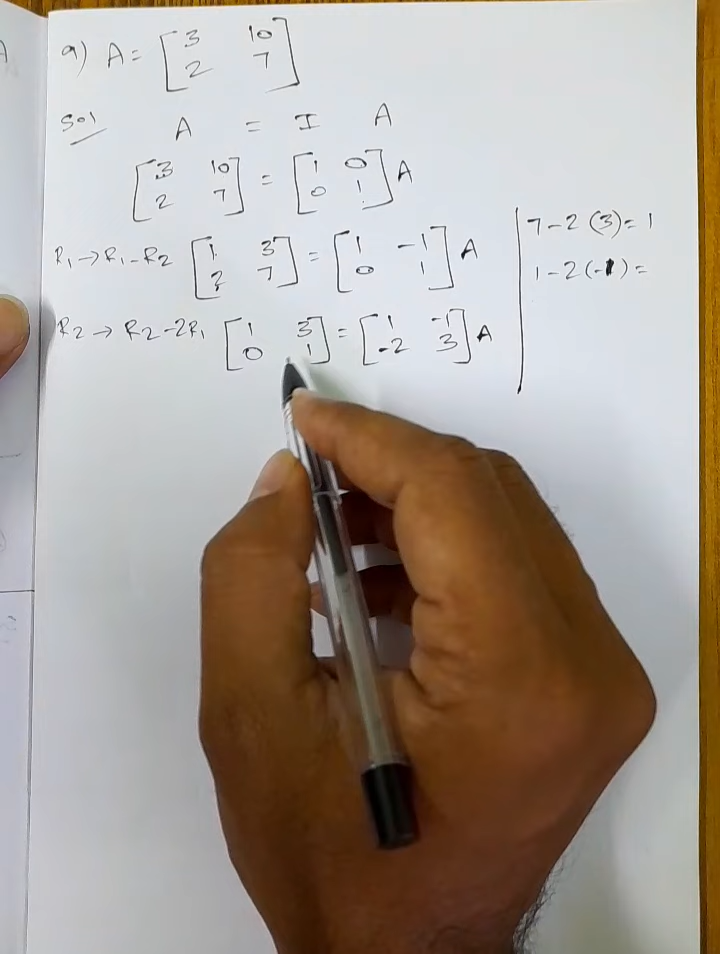 9) A = [3 10
2 7]
Sol A = I A
[3 10
2 7] = [1 0
0 1] A
R1 → R1 - R2 [1 3
2 7] = [1 -1
0 1] A
R2 → R2 - 2R1 [1 3
0 1] = [1 -1
-2 3] A
7 - 2 (3) = 1
1 - 2 (-1) =